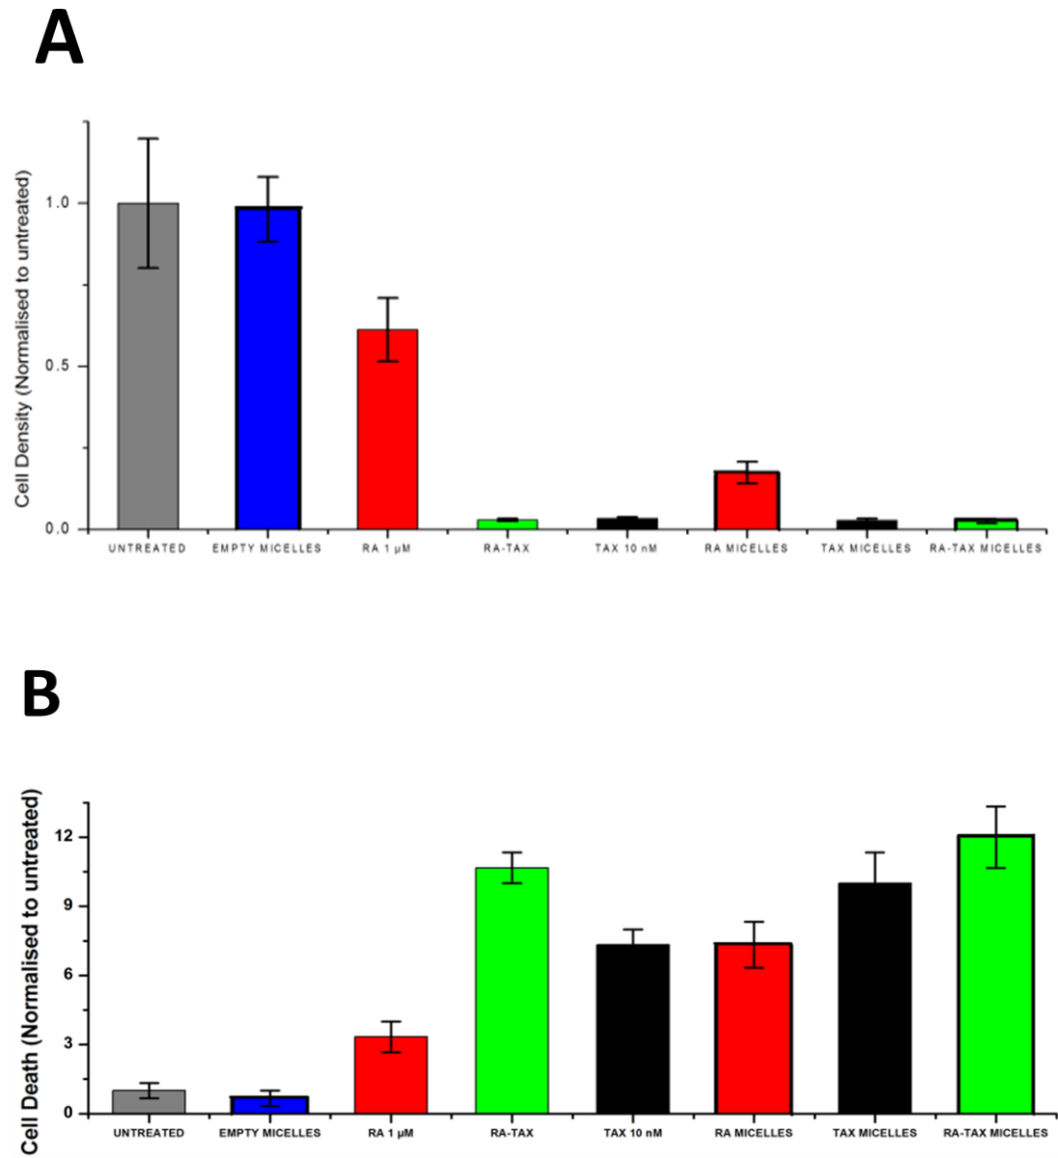 A
Cell Density (Normalised to untreated)
1.0
0.5
0.0
UNTREATED EMPTY MICELLES RA 1 µM RA-TAX TAX 10 nM RA MICELLES TAX MICELLES RA-TAX MICELLES
B
Cell Death (Normalised to untreated)
12
9
6
3
0
UNTREATED EMPTY MICELLES RA 1 µM RA-TAX TAX 10 nM RA MICELLES TAX MICELLES RA-TAX MICELLES